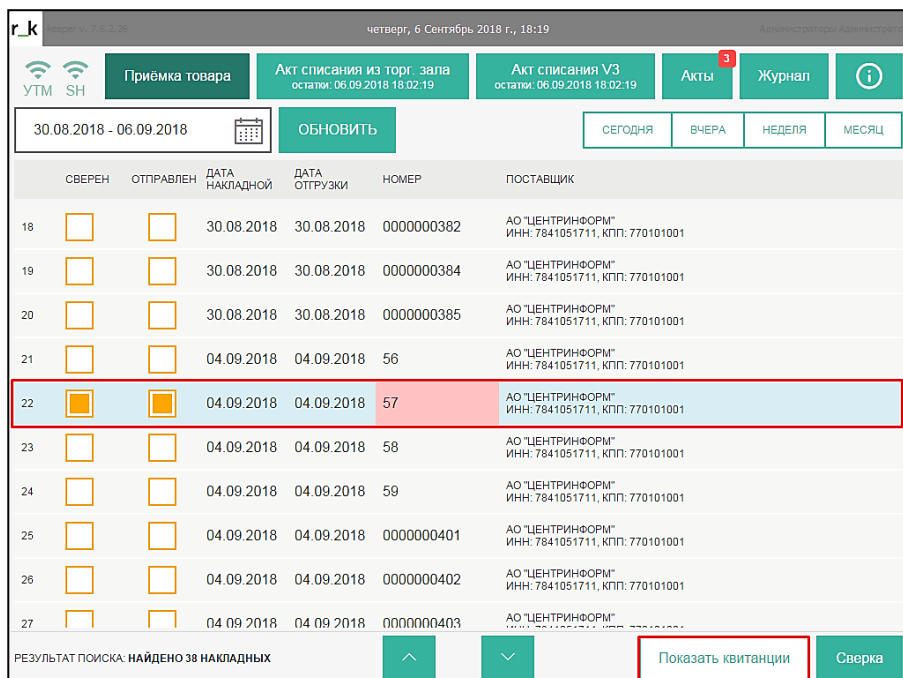 r_k keeper v. 7.6.2.26 четверг, 6 Сентябрь 2018 г., 18:19
УТМ SH Приёмка товара Акт списания из торг. зала Акт списания V3 Акты 3 Журнал
остатки: 06.09.2018 18:02:19 остатки: 06.09.2018 18:02:19
30.08.2018 - 06.09.2018 ОБНОВИТЬ СЕГОДНЯ ВЧЕРА НЕДЕЛЯ МЕСЯЦ
СВЕРЕН ОТПРАВЛЕН ДАТА НАКЛАДНОЙ ДАТА ОТГРУЗКИ НОМЕР ПОСТАВЩИК
18 30.08.2018 30.08.2018 0000000382 АО "ЦЕНТРИНФОРМ"
ИНН: 7841051711, КПП: 770101001
19 30.08.2018 30.08.2018 0000000384 АО "ЦЕНТРИНФОРМ"
ИНН: 7841051711, КПП: 770101001
20 30.08.2018 30.08.2018 0000000385 АО "ЦЕНТРИНФОРМ"
ИНН: 7841051711, КПП: 770101001
21 04.09.2018 04.09.2018 56 АО "ЦЕНТРИНФОРМ"
ИНН: 7841051711, КПП: 770101001
22 04.09.2018 04.09.2018 57 АО "ЦЕНТРИНФОРМ"
ИНН: 7841051711, КПП: 770101001
23 04.09.2018 04.09.2018 58 АО "ЦЕНТРИНФОРМ"
ИНН: 7841051711, КПП: 770101001
24 04.09.2018 04.09.2018 59 АО "ЦЕНТРИНФОРМ"
ИНН: 7841051711, КПП: 770101001
25 04.09.2018 04.09.2018 0000000401 АО "ЦЕНТРИНФОРМ"
ИНН: 7841051711, КПП: 770101001
26 04.09.2018 04.09.2018 0000000402 АО "ЦЕНТРИНФОРМ"
ИНН: 7841051711, КПП: 770101001
27 04.09.2018 04.09.2018 0000000403 АО "ЦЕНТРИНФОРМ"
РЕЗУЛЬТАТ ПОИСКА: НАЙДЕНО 38 НАКЛАДНЫХ Показать квитанции Сверка